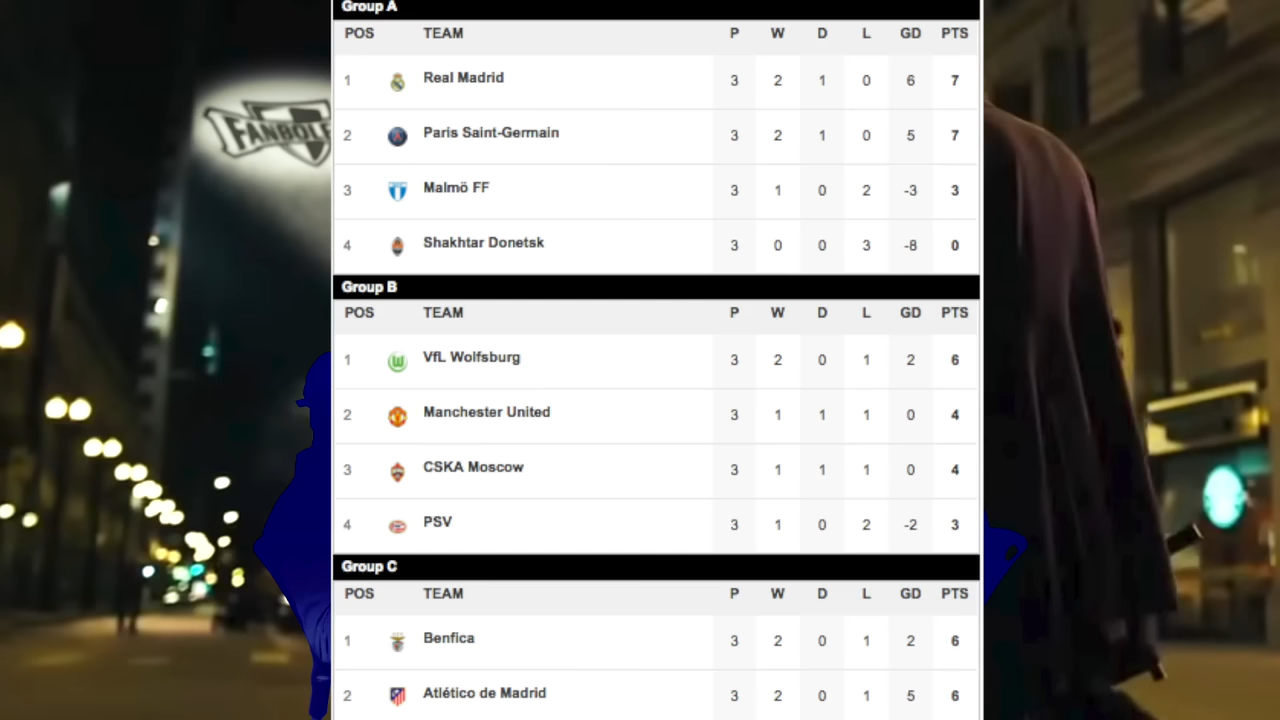 Group A
POS TEAM P W D L GD PTS
1 Real Madrid 3 2 1 0 6 7
2 Paris Saint-Germain 3 2 1 0 5 7
3 Malmö FF 3 1 0 2 -3 3
4 Shakhtar Donetsk 3 0 0 3 -8 0
Group B
POS TEAM P W D L GD PTS
1 VfL Wolfsburg 3 2 0 1 2 6
2 Manchester United 3 1 1 1 0 4
3 CSKA Moscow 3 1 1 1 0 4
4 PSV 3 1 0 2 -2 3
Group C
POS TEAM P W D L GD PTS
1 Benfica 3 2 0 1 2 6
2 Atlético de Madrid 3 2 0 1 5 6